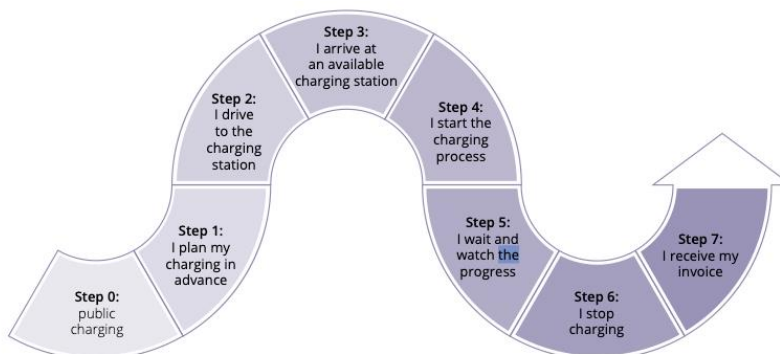 Step 0:
public
charging
Step 1:
I plan my
charging in
advance
Step 2:
I drive
to the
charging
station
Step 3:
I arrive at
an available
charging station
Step 4:
I start the
charging
process
Step 5:
I wait and
watch the
progress
Step 6:
I stop
charging
Step 7:
I receive my
invoice